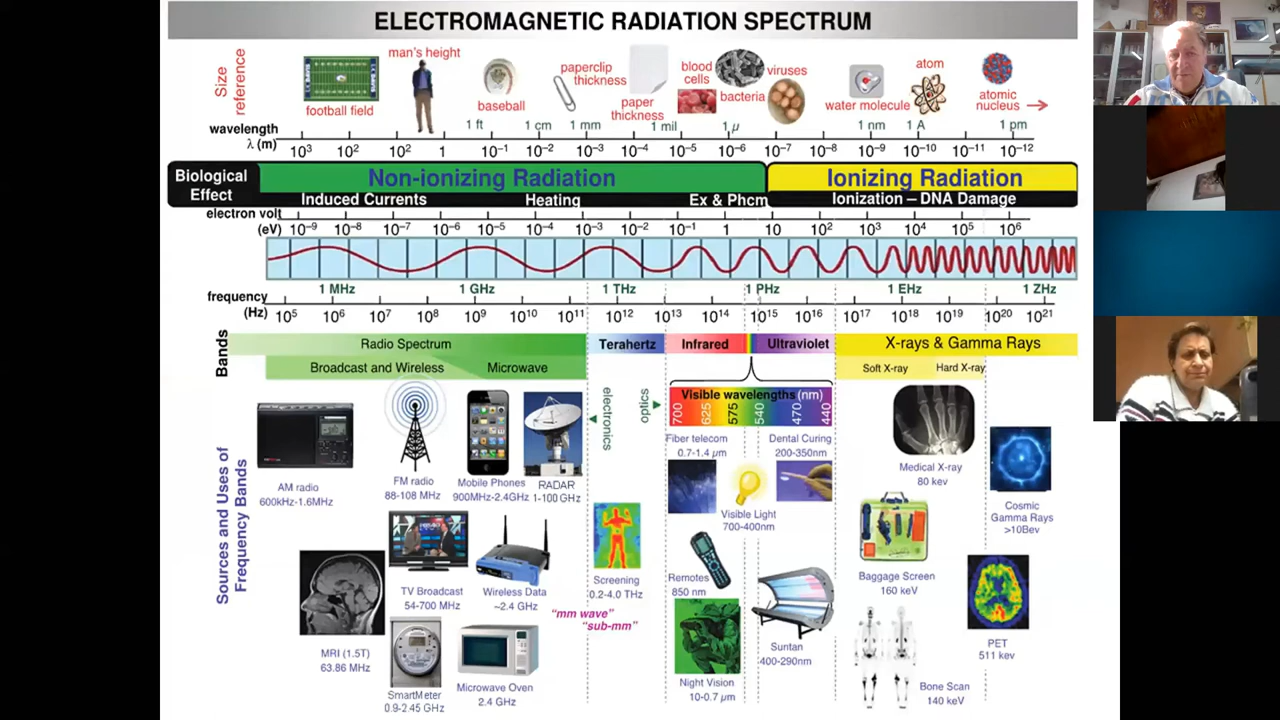 ELECTROMAGNETIC RADIATION SPECTRUM
Size reference
football field
man's height
baseball
paperclip thickness
paper thickness
blood cells
bacteria
viruses
water molecule
atom
atomic nucleus
wavelength λ (m)
1 ft 1 cm 1 mm 1 mil 1 µ 1 nm 1 A 1 pm
10³ 10² 10² 1 10⁻¹ 10⁻² 10⁻³ 10⁻⁴ 10⁻⁵ 10⁻⁶ 10⁻⁷ 10⁻⁸ 10⁻⁹ 10⁻¹⁰ 10⁻¹¹ 10⁻¹²
Biological Effect
Non-ionizing Radiation
Ionizing Radiation
Induced Currents Heating Ex & Phcm Ionization – DNA Damage
electron volt (eV)
10⁻⁹ 10⁻⁸ 10⁻⁷ 10⁻⁶ 10⁻⁵ 10⁻⁴ 10⁻³ 10⁻² 10⁻¹ 1 10 10² 10³ 10⁴ 10⁵ 10⁶
1 MHz 1 GHz 1 THz 1 PHz 1 EHz 1 ZHz
frequency (Hz)
10⁵ 10⁶ 10⁷ 10⁸ 10⁹ 10¹⁰ 10¹¹ 10¹² 10¹³ 10¹⁴ 10¹⁵ 10¹⁶ 10¹⁷ 10¹⁸ 10¹⁹ 10²⁰ 10²¹
Bands
Radio Spectrum Terahertz Infrared Ultraviolet X-rays & Gamma Rays
Broadcast and Wireless Microwave Soft X-ray Hard X-ray
electronics
optics
Visible wavelengths (nm)
700 625 575 540 470 440
Sources and Uses of Frequency Bands
AM radio
600kHz-1.6MHz
FM radio
88-108 MHz
Mobile Phones
900MHz-2.4GHz
RADAR
1-100 GHz
Fiber telecom
0.7-1.4 µm
Dental Curing
200-350nm
Visible Light
700-400nm
Medical X-ray
80 kev
Cosmic
Gamma Rays
>10Bev
TV Broadcast
54-700 MHz
Wireless Data
~2.4 GHz
Screening
0.2-4.0 THz
"mm wave"
"sub-mm"
Remotes
850 nm
Baggage Screen
160 keV
MRI (1.5T)
63.86 MHz
SmartMeter
0.9-2.45 GHz
Microwave Oven
2.4 GHz
Night Vision
10-0.7 µm
Suntan
400-290nm
PET
511 kev
Bone Scan
140 keV